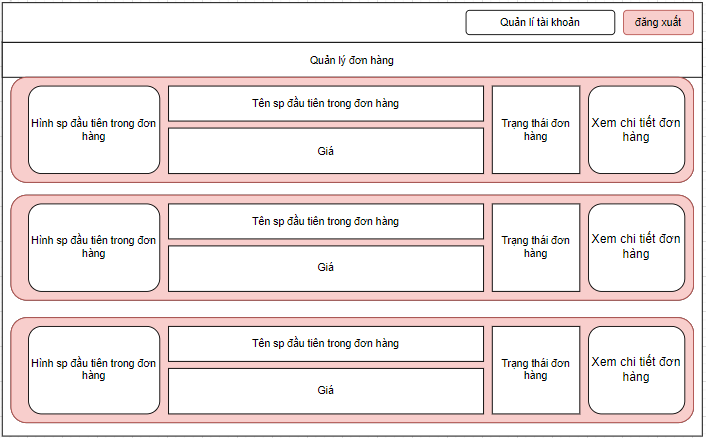 Quản lí tài khoản
đăng xuất
Quản lý đơn hàng
Hình sp đầu tiên trong đơn
hàng
Tên sp đầu tiên trong đơn hàng
Giá
Trạng thái đơn
hàng
Xem chi tiết đơn
hàng
Hình sp đầu tiên trong đơn
hàng
Tên sp đầu tiên trong đơn hàng
Giá
Trạng thái đơn
hàng
Xem chi tiết đơn
hàng
Hình sp đầu tiên trong đơn
hàng
Tên sp đầu tiên trong đơn hàng
Giá
Trạng thái đơn
hàng
Xem chi tiết đơn
hàng